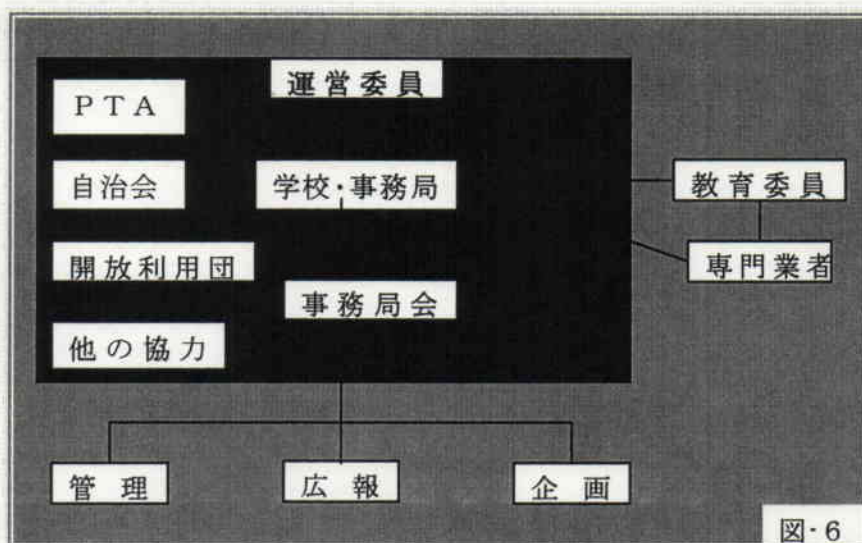 運営委員
PTA
自治会
学校・事務局
教育委員
開放利用団
専門業者
事務局会
他の協力
管理
広報
企画
図・6